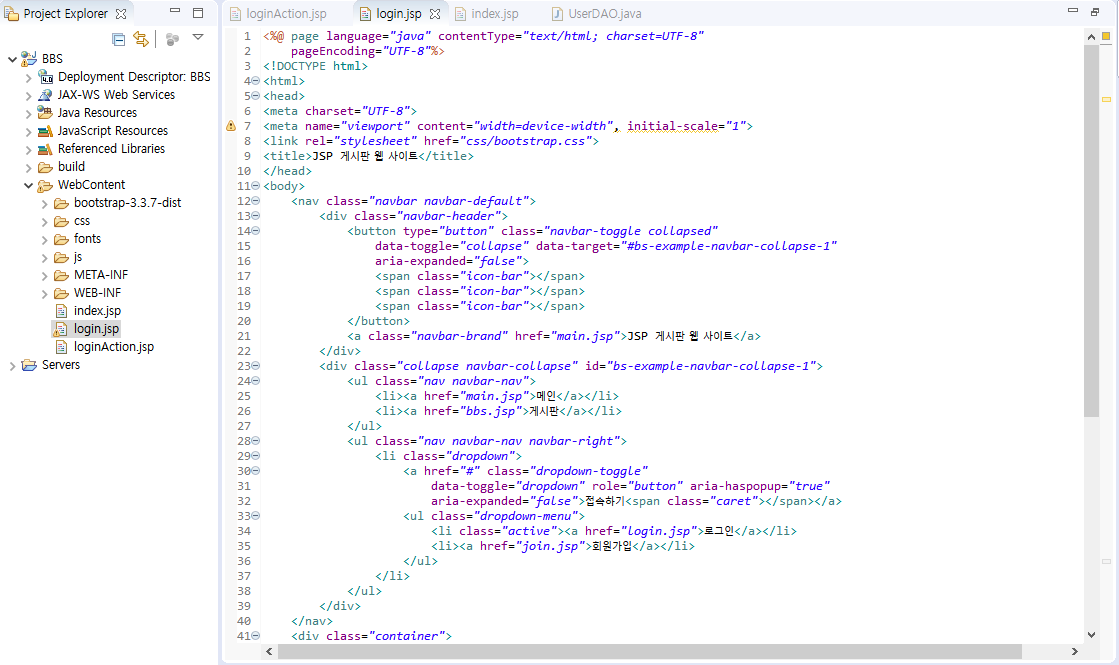 Project Explorer
BBS
Deployment Descriptor: BBS
JAX-WS Web Services
Java Resources
JavaScript Resources
Referenced Libraries
build
WebContent
bootstrap-3.3.7-dist
css
fonts
js
META-INF
WEB-INF
index.jsp
login.jsp
loginAction.jsp
Servers
loginAction.jsp login.jsp index.jsp UserDAO.java
1 <%@ page language="java" contentType="text/html; charset=UTF-8"
2 pageEncoding="UTF-8"%>
3 <!DOCTYPE html>
4 <html>
5 <head>
6 <meta charset="UTF-8">
7 <meta name="viewport" content="width=device-width", initial-scale="1">
8 <link rel="stylesheet" href="css/bootstrap.css">
9 <title>JSP 게시판 웹 사이트</title>
10 </head>
11 <body>
12 <nav class="navbar navbar-default">
13 <div class="navbar-header">
14 <button type="button" class="navbar-toggle collapsed"
15 data-toggle="collapse" data-target="#bs-example-navbar-collapse-1"
16 aria-expanded="false">
17 <span class="icon-bar"></span>
18 <span class="icon-bar"></span>
19 <span class="icon-bar"></span>
20 </button>
21 <a class="navbar-brand" href="main.jsp">JSP 게시판 웹 사이트</a>
22 </div>
23 <div class="collapse navbar-collapse" id="bs-example-navbar-collapse-1">
24 <ul class="nav navbar-nav">
25 <li><a href="main.jsp">메인</a></li>
26 <li><a href="bbs.jsp">게시판</a></li>
27 </ul>
28 <ul class="nav navbar-nav navbar-right">
29 <li class="dropdown">
30 <a href="#" class="dropdown-toggle"
31 data-toggle="dropdown" role="button" aria-haspopup="true"
32 aria-expanded="false">접속하기<span class="caret"></span></a>
33 <ul class="dropdown-menu">
34 <li class="active"><a href="login.jsp">로그인</a></li>
35 <li><a href="join.jsp">회원가입</a></li>
36 </ul>
37 </li>
38 </ul>
39 </div>
40 </nav>
41 <div class="container">